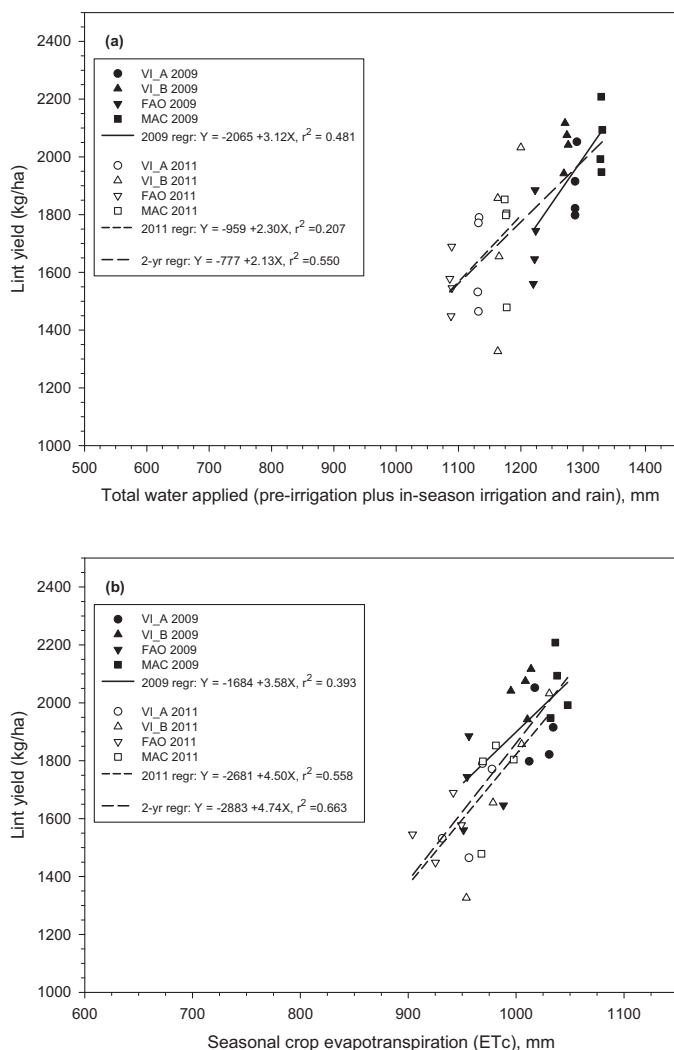 (a)
2500
2400
2200
2000
1800
1600
1400
1200
1000
Lint yield (kg/ha)
VI_A 2009
VI_B 2009
FAO 2009
MAC 2009
2009 regr: Y = -2065 +3.12X, r² = 0.481
VI_A 2011
VI_B 2011
FAO 2011
MAC 2011
2011 regr: Y = -959 +2.30X, r² =0.207
2-yr regr: Y = -777 +2.13X, r² =0.550
500 600 700 800 900 1000 1100 1200 1300 1400
Total water applied (pre-irrigation plus in-season irrigation and rain), mm
(b)
2500
2400
2200
2000
1800
1600
1400
1200
1000
Lint yield (kg/ha)
VI_A 2009
VI_B 2009
FAO 2009
MAC 2009
2009 regr: Y = -1684 +3.58X, r² = 0.393
VI_A 2011
VI_B 2011
FAO 2011
MAC 2011
2011 regr: Y = -2681 +4.50X, r² =0.558
2-yr regr: Y = -2883 +4.74X, r² =0.663
600 700 800 900 1000 1100
Seasonal crop evapotranspiration (ETc), mm